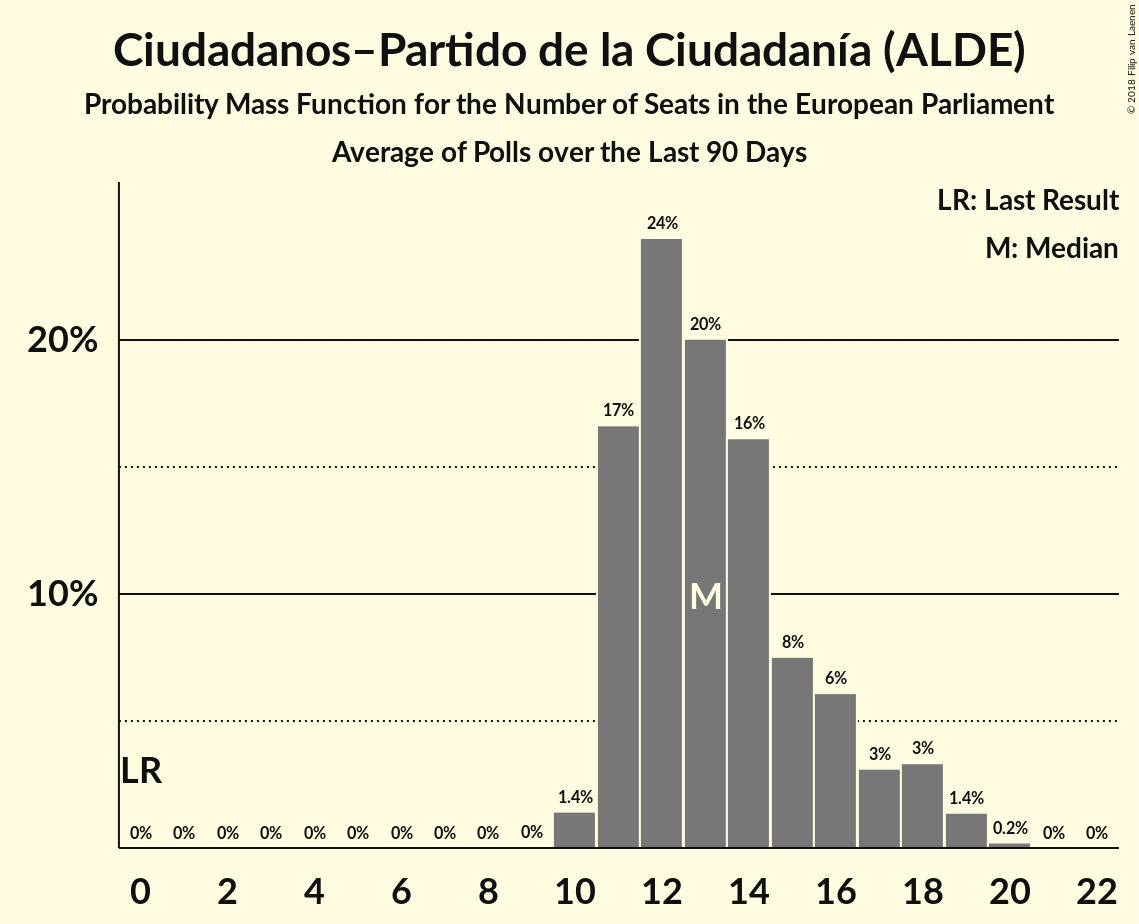 Ciudadanos–Partido de la Ciudadanía (ALDE)
Probability Mass Function for the Number of Seats in the European Parliament
Average of Polls over the Last 90 Days
© 2018 Filip van Laenen
LR: Last Result
M: Median
24%
20%
20%
17%
16%
10%
M
8%
6%
3%
3%
LR
1.4%
1.4%
0%
0%
0%
0%
0%
0%
0%
0%
0%
0%
0.2%
0%
0%
0 2 4 6 8 10 12 14 16 18 20 22